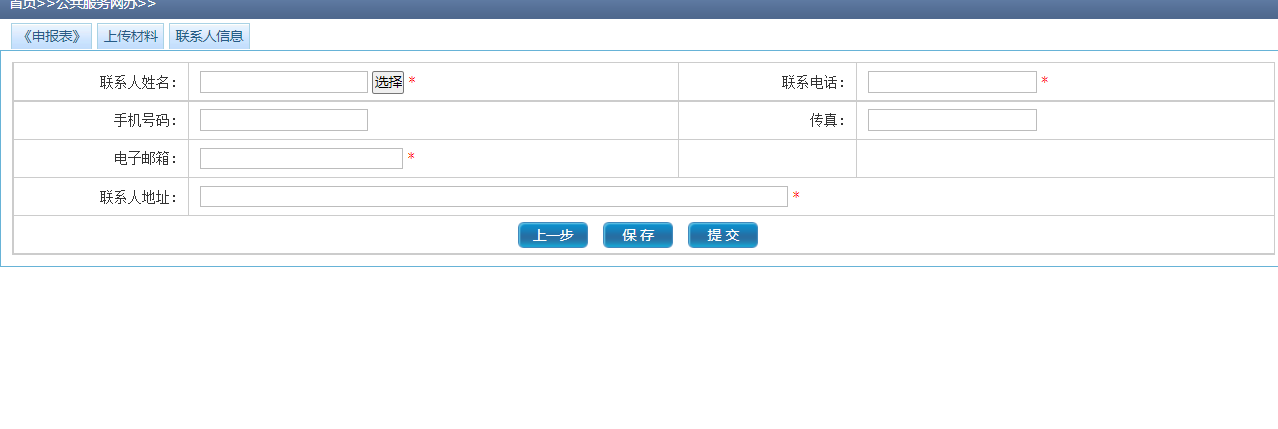 首页>>公共服务网办>>
《申报表》 上传材料 联系人信息
联系人姓名: 选择 * 联系电话: *
手机号码: 传真:
电子邮箱: *
联系人地址: *
上一步 保存 提交